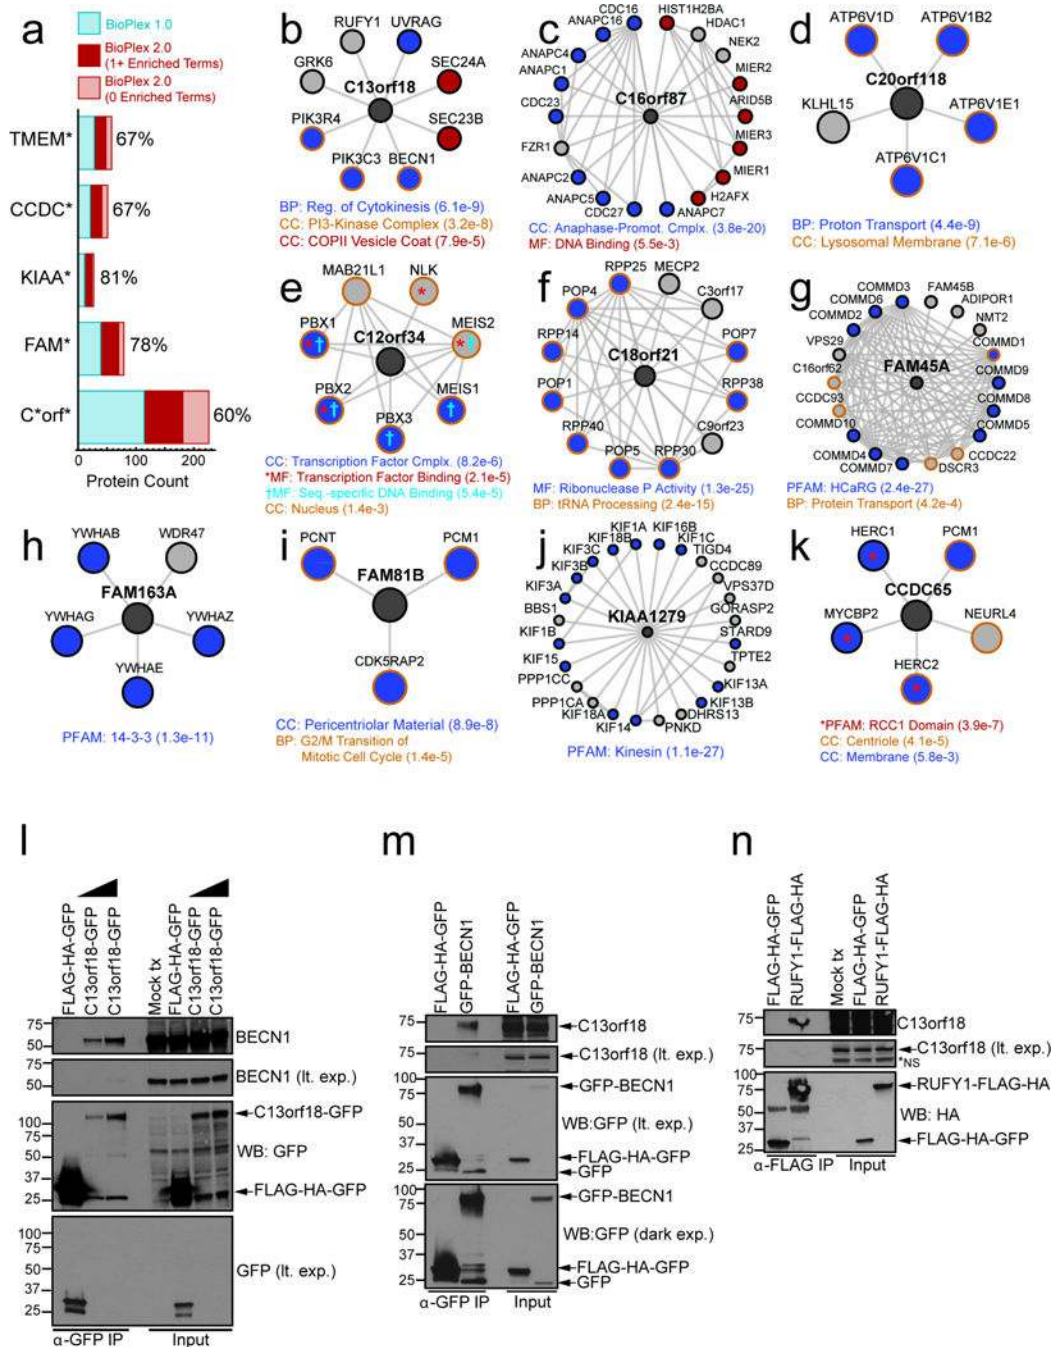 a
BioPlex 1.0
BioPlex 2.0
(1+ Enriched Terms)
BioPlex 2.0
(0 Enriched Terms)
TMEM*
67%
CCDC*
67%
KIAA*
81%
FAM*
78%
C*orf*
60%
0
50
100
150
200
Protein Count
b
RUFY1
UVRAG
GRK6
C13orf18
SEC24A
PIK3R4
SEC23B
PIK3C3
BECN1
BP: Reg. of Cytokinesis (6.1e-9)
CC: PI3-Kinase Complex (3.2e-8)
CC: COPII Vesicle Coat (7.9e-5)
c
CDC16
HIST1H2BA
ANAPC16
HDAC1
ANAPC4
NEK2
ANAPC1
C16orf87
MIER2
CDC23
ARID5B
FZR1
MIER3
ANAPC2
MIER1
ANAPC5
H2AFX
CDC27
ANAPC7
CC: Anaphase-Promot. Cmplx. (3.8e-20)
MF: DNA Binding (5.5e-3)
d
ATP6V1D
ATP6V1B2
C20orf118
KLHL15
ATP6V1E1
ATP6V1C1
BP: Proton Transport (4.4e-9)
CC: Lysosomal Membrane (7.1e-6)
e
MAB21L1
NLK
*
PBX1
C12orf34
MEIS2
*†
*†
PBX2
MEIS1
*†
PBX3
†
†
CC: Transcription Factor Cmplx. (8.2e-6)
*MF: Transcription Factor Binding (2.1e-5)
†MF: Seq.-specific DNA Binding (5.4e-5)
CC: Nucleus (1.4e-3)
f
RPP25
MECP2
POP4
C3orf17
RPP14
POP7
C18orf21
POP1
RPP38
RPP40
C9orf23
POP5
RPP30
MF: Ribonuclease P Activity (1.3e-25)
BP: tRNA Processing (2.4e-15)
g
COMMD3
FAM45B
COMMD6
ADIPOR1
COMMD2
NMT2
VPS29
COMMD1
C16orf62
FAM45A
COMMD9
CCDC93
COMMD8
COMMD10
COMMD5
COMMD4
CCDC22
COMMD7
DSCR3
PFAM: HCaRG (2.4e-27)
BP: Protein Transport (4.2e-4)
h
YWHAB
WDR47
FAM163A
YWHAG
YWHAZ
YWHAE
PFAM: 14-3-3 (1.3e-11)
i
PCNT
PCM1
FAM81B
CDK5RAP2
CC: Pericentriolar Material (8.9e-8)
BP: G2/M Transition of
Mitotic Cell Cycle (1.4e-5)
j
KIF1A
KIF16B
KIF18B
KIF1C
KIF3C
TIGD4
KIF3B
CCDC89
KIF3A
VPS37D
BBS1
KIAA1279
GORASP2
KIF1B
STARD9
KIF15
TPTE2
PPP1CC
KIF13A
PPP1CA
KIF13B
KIF18A
DHRS13
KIF14
PNKD
PFAM: Kinesin (1.1e-27)
k
HERC1
PCM1
*
CCDC65
MYCBP2
NEURL4
*
HERC2
*
*PFAM: RCC1 Domain (3.9e-7)
CC: Centriole (4.1e-5)
CC: Membrane (5.8e-3)
l
FLAG-HA-GFP
C13orf18-GFP
C13orf18-GFP
Mock tx
FLAG-HA-GFP
C13orf18-GFP
C13orf18-GFP
75
50
BECN1
75
50
BECN1 (lt. exp.)
100
75
50
37
25
C13orf18-GFP
WB: GFP
FLAG-HA-GFP
100
75
50
37
25
GFP (lt. exp.)
α-GFP IP
Input
m
FLAG-HA-GFP
GFP-BECN1
FLAG-HA-GFP
GFP-BECN1
75
C13orf18
75
C13orf18 (lt. exp.)
100
75
50
37
25
GFP-BECN1
WB:GFP (lt. exp.)
FLAG-HA-GFP
GFP
100
75
50
37
25
GFP-BECN1
WB:GFP (dark exp.)
FLAG-HA-GFP
GFP
α-GFP IP
Input
n
FLAG-HA-GFP
RUFY1-FLAG-HA
Mock tx
FLAG-HA-GFP
RUFY1-FLAG-HA
75
C13orf18
75
C13orf18 (lt. exp.)
*NS
100
75
50
37
25
RUFY1-FLAG-HA
WB: HA
FLAG-HA-GFP
α-FLAG IP
Input